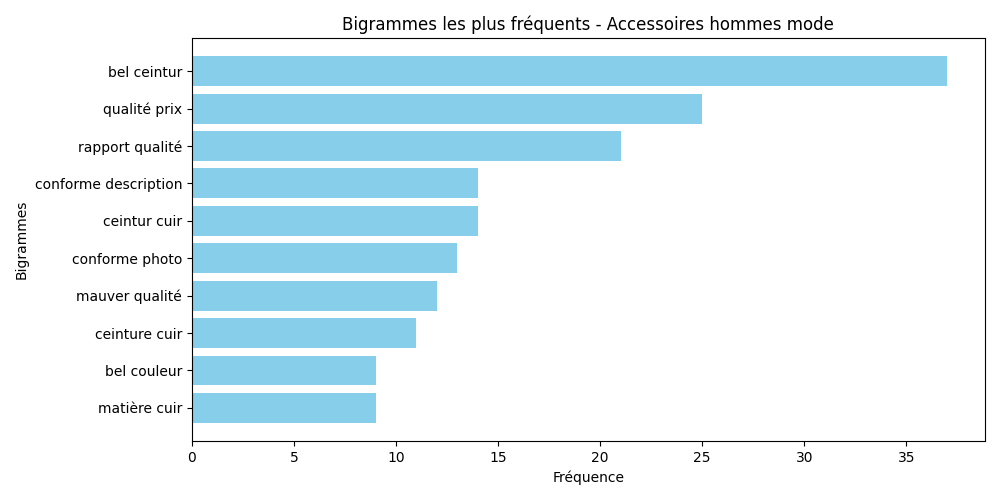 Bigrammes les plus fréquents - Accessoires hommes mode
Bigrammes
bel ceintur
qualité prix
rapport qualité
conforme description
ceintur cuir
conforme photo
mauver qualité
ceinture cuir
bel couleur
matière cuir
0 5 10 15 20 25 30 35
Fréquence